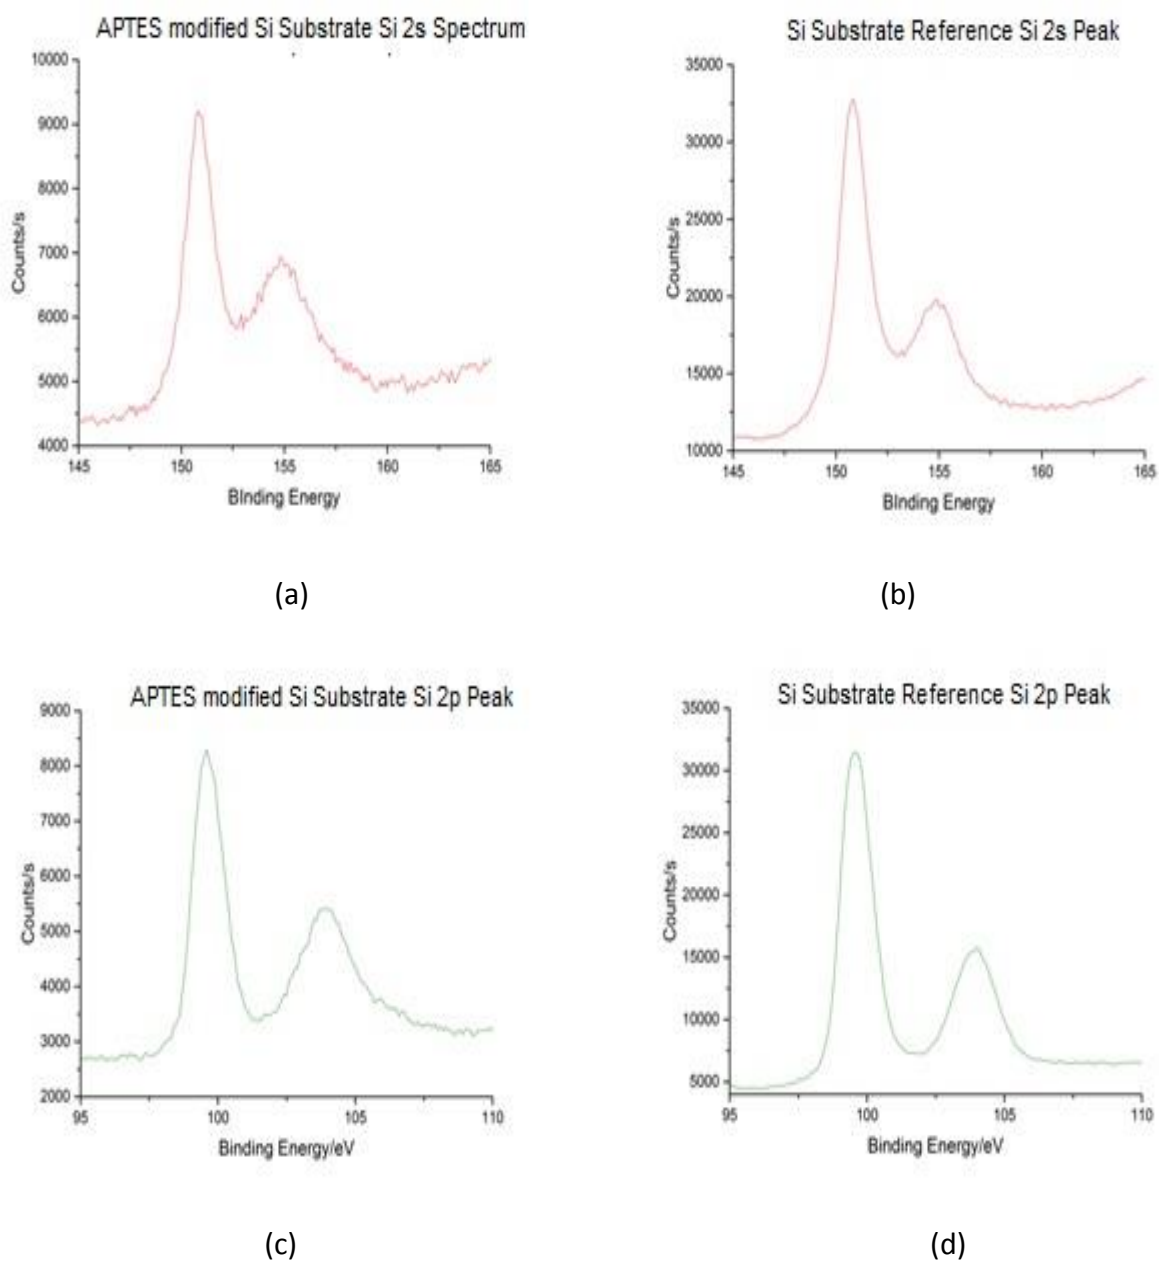 APTES modified Si Substrate Si 2s Spectrum
10000
9000
8000
7000
6000
5000
4000
Counts/s
145 150 155 160 165
BInding Energy
(a)
Si Substrate Reference Si 2s Peak
35000
30000
25000
20000
15000
10000
Counts/s
145 150 155 160 165
BInding Energy
(b)
APTES modified Si Substrate Si 2p Peak
9000
8000
7000
6000
5000
4000
3000
2000
Counts/s
95 100 105 110
Binding Energy/eV
(c)
Si Substrate Reference Si 2p Peak
35000
30000
25000
20000
15000
10000
5000
Counts/s
95 100 105 110
Binding Energy/eV
(d)